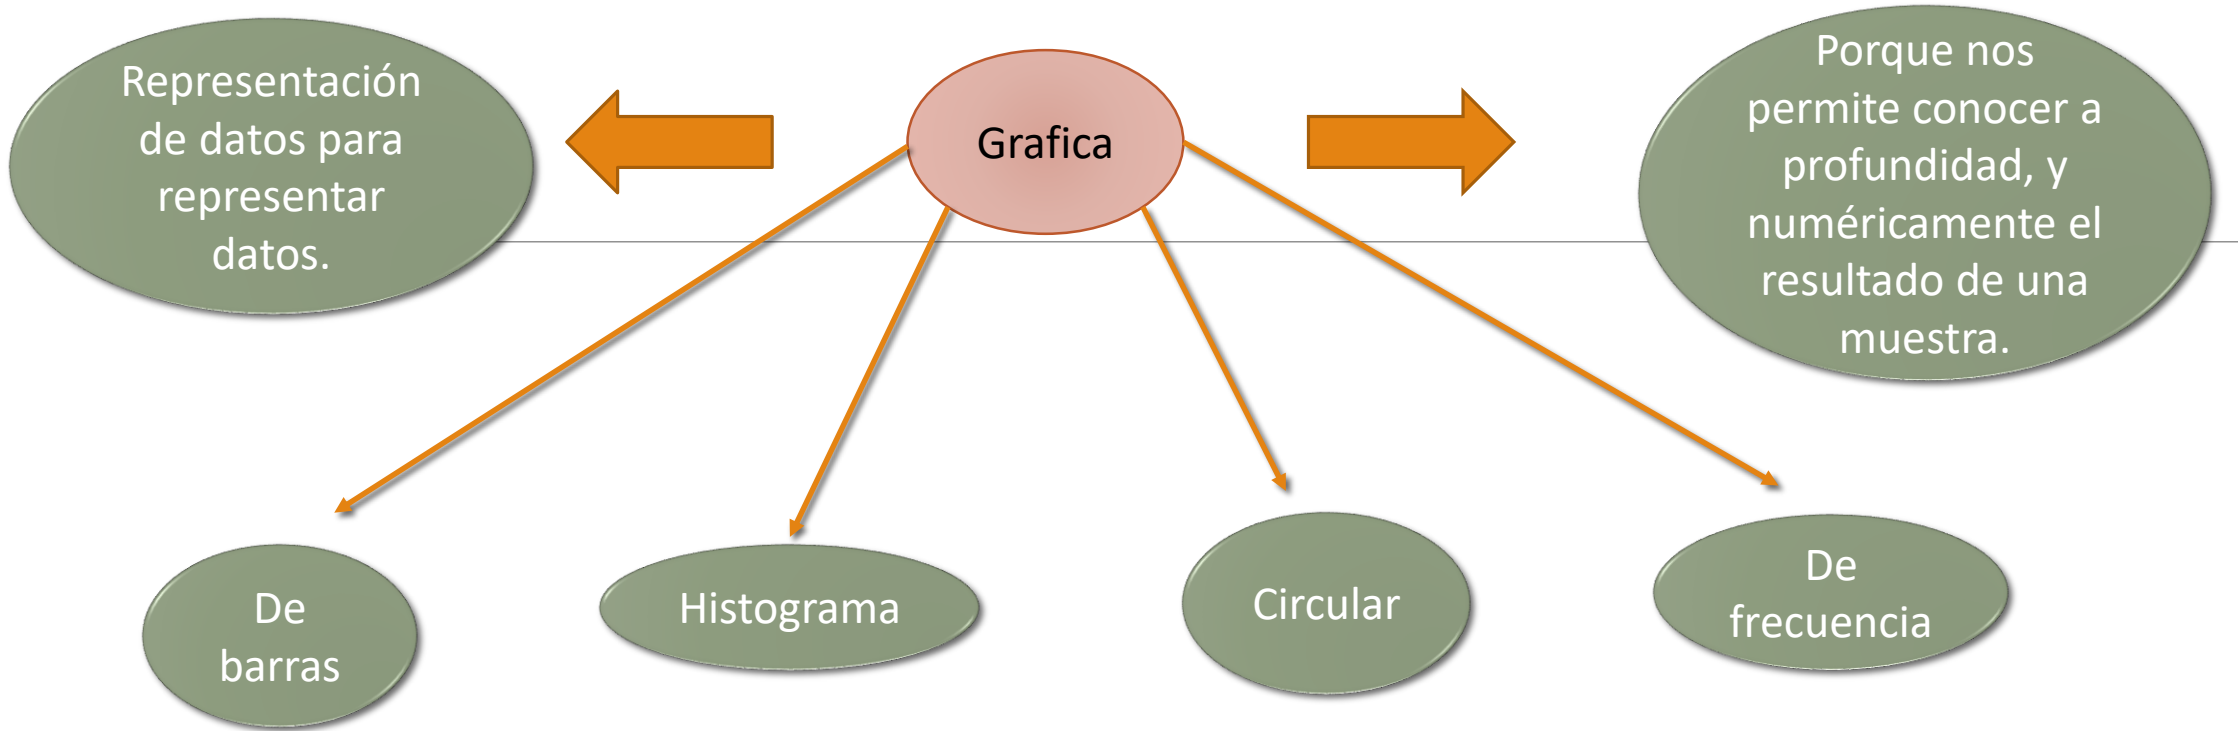 Representación
de datos para
representar
datos.
Grafica
Porque nos
permite conocer a
profundidad, y
numéricamente el
resultado de una
muestra.
De
barras
Histograma
Circular
De
frecuencia